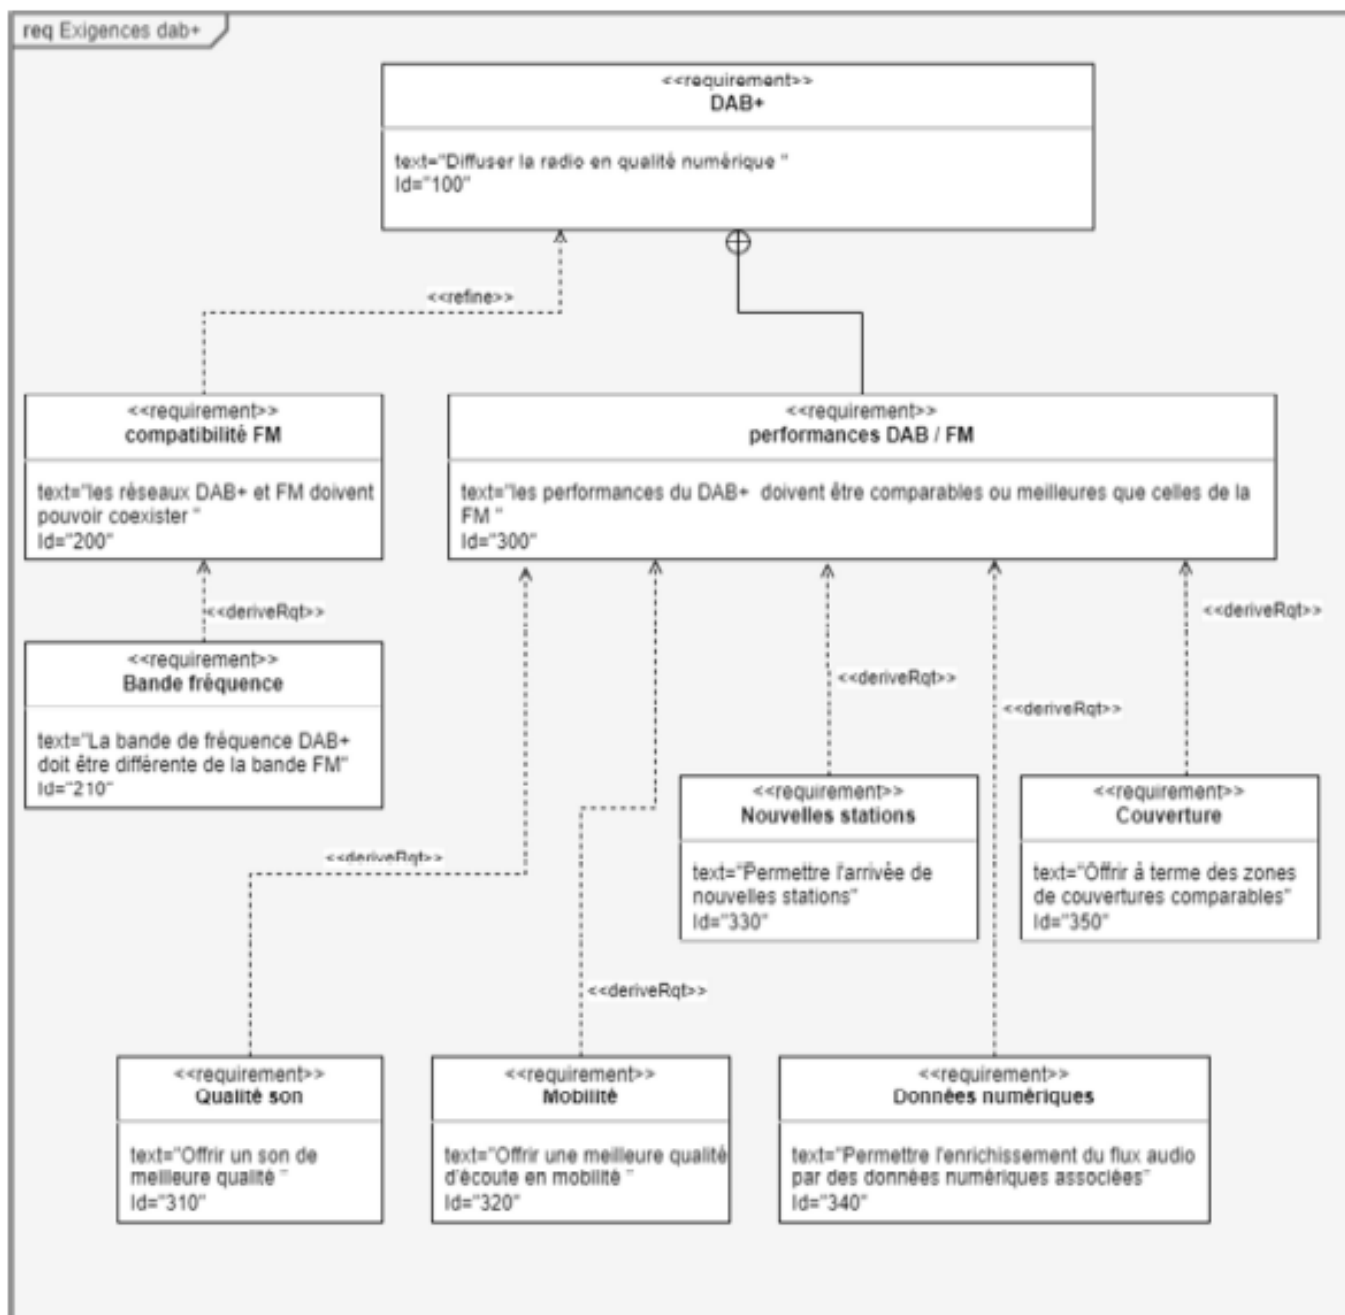 req Exigences dab+
<<requirement>>
DAB+
text="Diffuser la radio en qualité numérique "
Id="100"
<<refine>>
<<requirement>>
compatibilité FM
text="les réseaux DAB+ et FM doivent
pouvoir coexister "
Id="200"
<<requirement>>
performances DAB / FM
text="les performances du DAB+  doivent être comparables ou meilleures que celles de la
FM "
Id="300"
<<deriveRqt>>
<<deriveRqt>>
<<requirement>>
Bande fréquence
text="La bande de fréquence DAB+
doit être différente de la bande FM"
Id="210"
<<deriveRqt>>
<<deriveRqt>>
<<requirement>>
Nouvelles stations
text="Permettre l'arrivée de
nouvelles stations"
Id="330"
<<requirement>>
Couverture
text="Offrir à terme des zones
de couvertures comparables"
Id="350"
<<deriveRqt>>
<<deriveRqt>>
<<requirement>>
Qualité son
text="Offrir un son de
meilleure qualité "
Id="310"
<<requirement>>
Mobilité
text="Offrir une meilleure qualité
d'écoute en mobilité "
Id="320"
<<requirement>>
Données numériques
text="Permettre l'enrichissement du flux audio
par des données numériques associées"
Id="340"